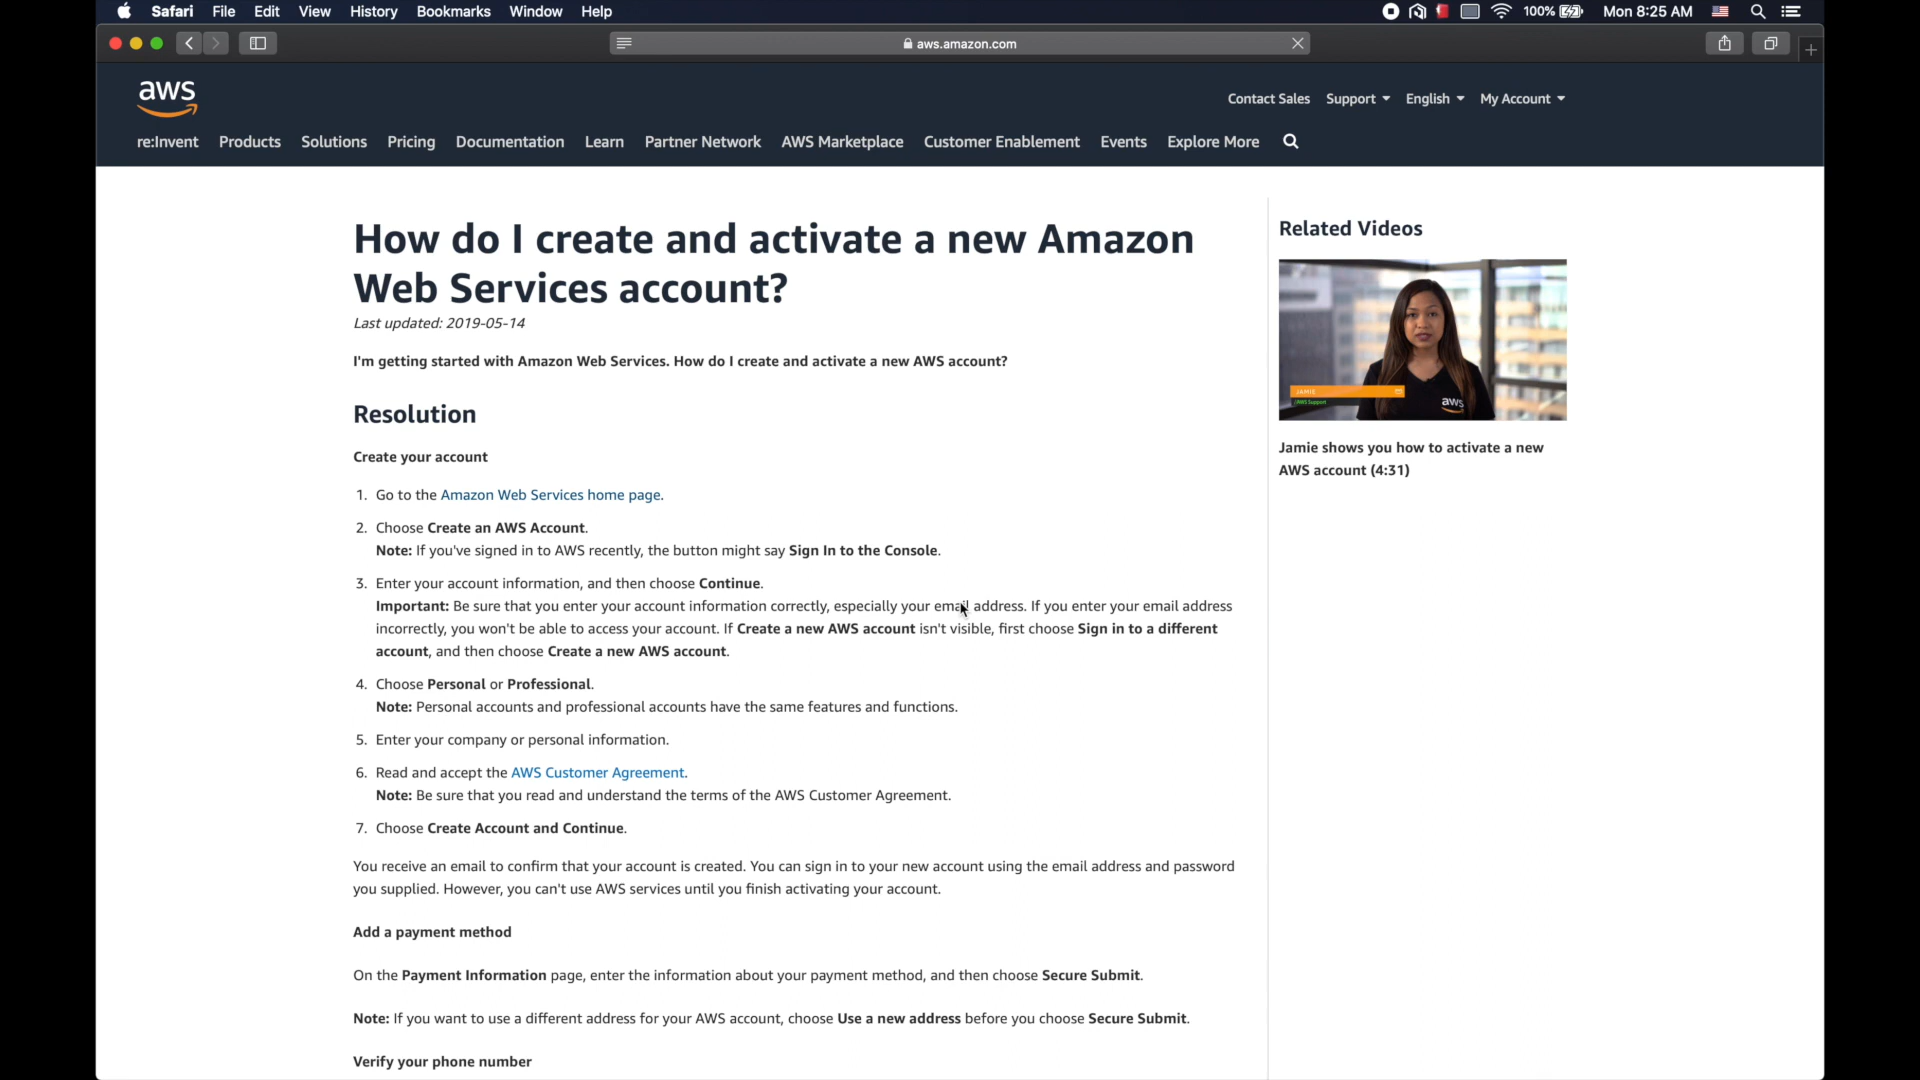 Safari File Edit View History Bookmarks Window Help
100% Mon 8:25 AM
aws.amazon.com
aws
Contact Sales Support English My Account
re:Invent Products Solutions Pricing Documentation Learn Partner Network AWS Marketplace Customer Enablement Events Explore More
How do I create and activate a new Amazon
Web Services account?
Last updated: 2019-05-14
I'm getting started with Amazon Web Services. How do I create and activate a new AWS account?
Resolution
Create your account
1. Go to the Amazon Web Services home page.
2. Choose Create an AWS Account.
Note: If you've signed in to AWS recently, the button might say Sign In to the Console.
3. Enter your account information, and then choose Continue.
Important: Be sure that you enter your account information correctly, especially your email address. If you enter your email address
incorrectly, you won't be able to access your account. If Create a new AWS account isn't visible, first choose Sign in to a different
account, and then choose Create a new AWS account.
4. Choose Personal or Professional.
Note: Personal accounts and professional accounts have the same features and functions.
5. Enter your company or personal information.
6. Read and accept the AWS Customer Agreement.
Note: Be sure that you read and understand the terms of the AWS Customer Agreement.
7. Choose Create Account and Continue.
You receive an email to confirm that your account is created. You can sign in to your new account using the email address and password
you supplied. However, you can't use AWS services until you finish activating your account.
Add a payment method
On the Payment Information page, enter the information about your payment method, and then choose Secure Submit.
Note: If you want to use a different address for your AWS account, choose Use a new address before you choose Secure Submit.
Verify your phone number
Related Videos
JAMIE
/AWS Support
aws
Jamie shows you how to activate a new
AWS account (4:31)